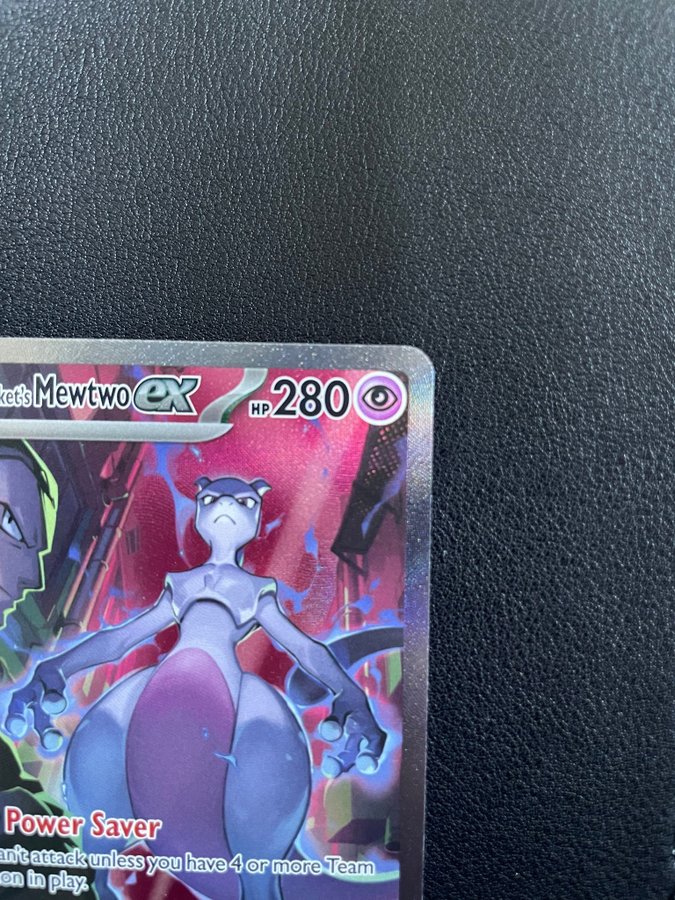 ket's Mewtwo ex HP 280
Power Saver
an't attack unless you have 4 or more Team
on in play.